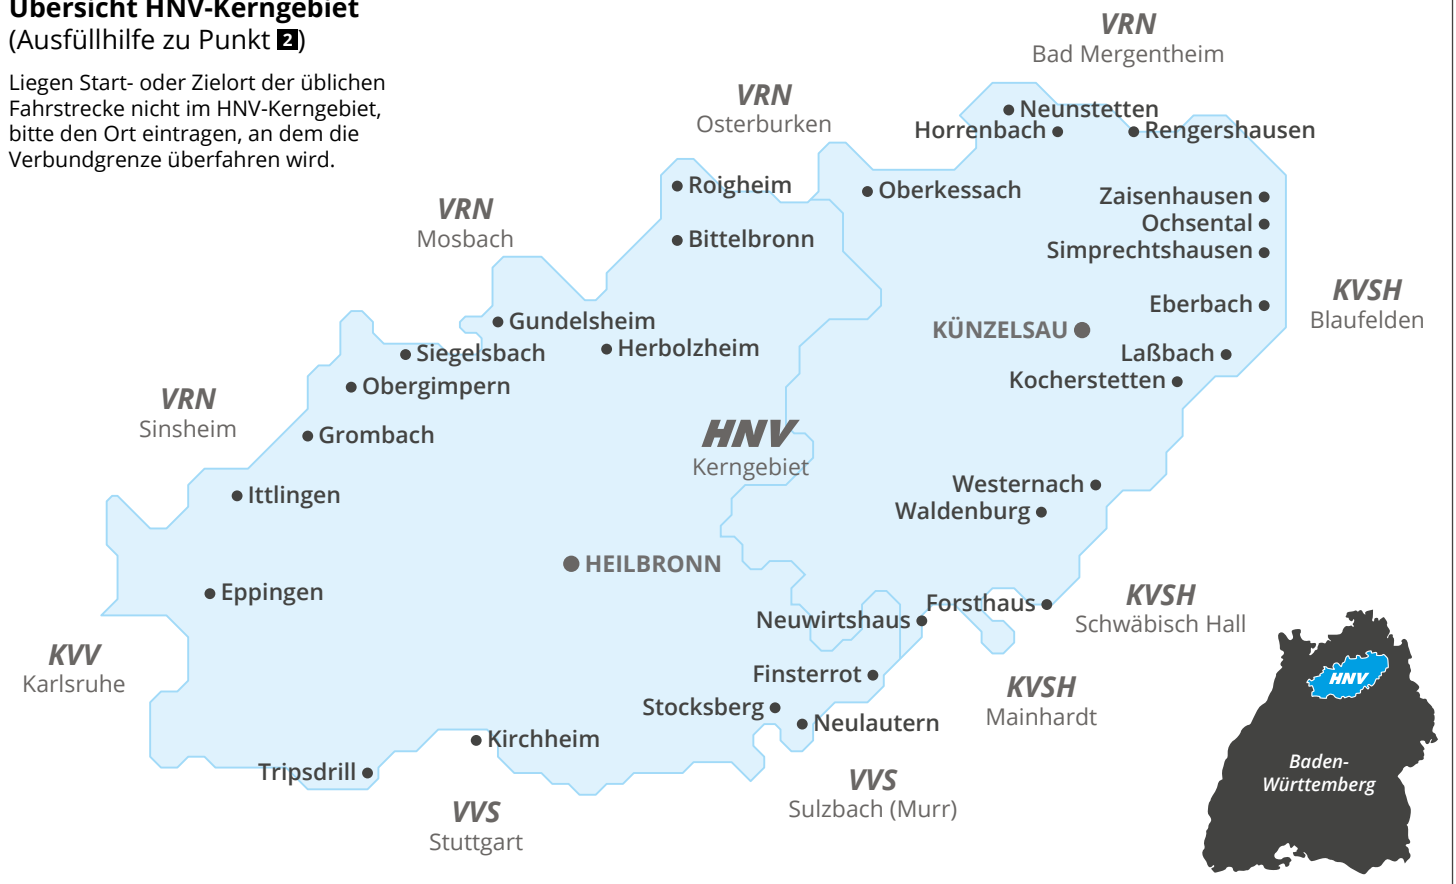 Übersicht HNV-Kerngebiet
(Ausfüllhilfe zu Punkt 2)
Liegen Start- oder Zielort der üblichen
Fahrstrecke nicht im HNV-Kerngebiet,
bitte den Ort eintragen, an dem die
Verbundgrenze überfahren wird.
VRN
Bad Mergentheim
VRN
Osterburken
Neunstetten
Horrenbach
Rengershausen
Roigheim
Oberkessach
Zaisenhausen
Ochsental
Simprechtshausen
VRN
Mosbach
Bittelbronn
KVSH
Blaufelden
Eberbach
Gundelsheim
KÜNZELSAU
Herbolzheim
Siegelsbach
Laßbach
Obergimpern
Kocherstetten
VRN
Sinsheim
Grombach
HNV
Kerngebiet
Ittlingen
Westernach
Waldenburg
HEILBRONN
Eppingen
Neuwirtshaus
Forsthaus
KVSH
Schwäbisch Hall
KVV
Karlsruhe
Finsterrot
KVSH
Mainhardt
HNV
Stocksberg
Neulautern
Kirchheim
Tripsdrill
Baden-
Württemberg
VVS
Sulzbach (Murr)
VVS
Stuttgart